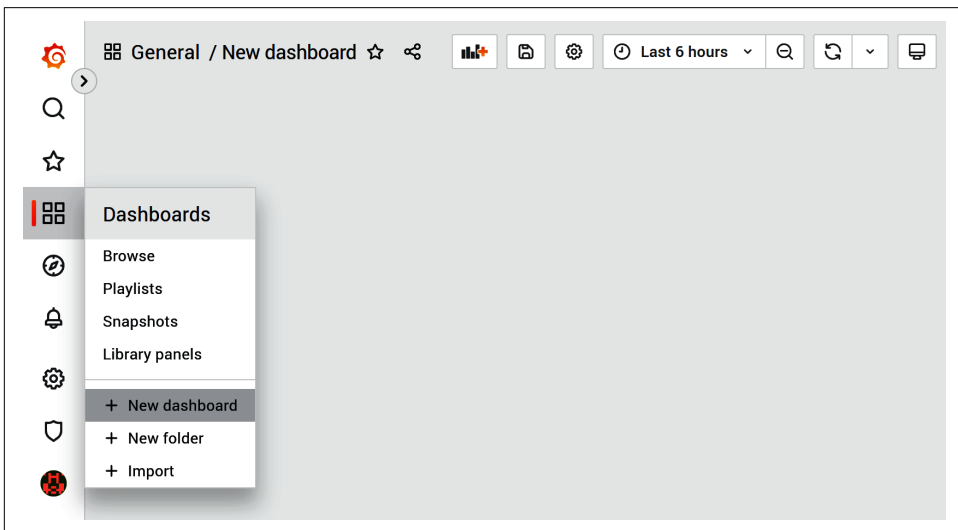 General / New dashboard
Last 6 hours
Dashboards
Browse
Playlists
Snapshots
Library panels
+ New dashboard
+ New folder
+ Import